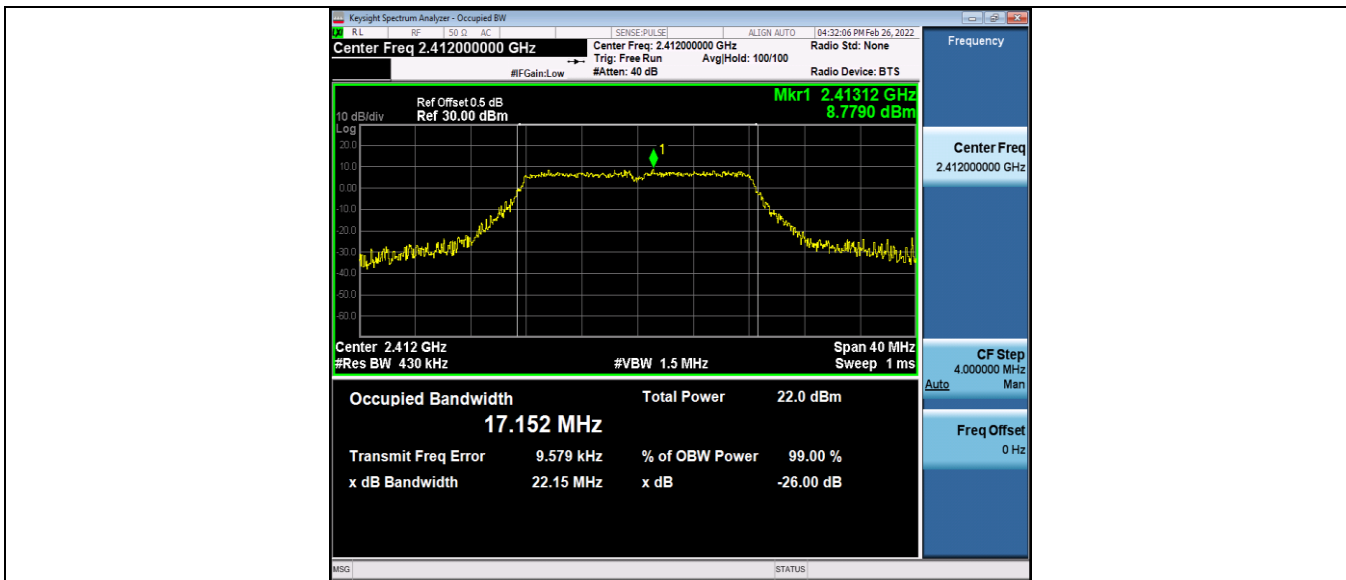 Keysight Spectrum Analyzer - Occupied BW
RL RF 50 Ω AC SENSE:PULSE ALIGN AUTO 04:32:06 PM Feb 26, 2022
Center Freq 2.412000000 GHz
Center Freq: 2.412000000 GHz Radio Std: None
Trig: Free Run Avg|Hold: 100/100
#IFGain:Low #Atten: 40 dB Radio Device: BTS
Frequency
Mkr1 2.41312 GHz
8.7790 dBm
Ref Offset 0.5 dB
10 dB/div Ref 30.00 dBm
Log
20.0
10.0
0.00
-10.0
-20.0
-30.0
-40.0
-50.0
-60.0
1
Center 2.412 GHz Span 40 MHz
#Res BW 430 kHz #VBW 1.5 MHz Sweep 1 ms
Occupied Bandwidth Total Power 22.0 dBm
17.152 MHz
Transmit Freq Error 9.579 kHz % of OBW Power 99.00 %
x dB Bandwidth 22.15 MHz x dB -26.00 dB
Center Freq
2.412000000 GHz
CF Step
4.000000 MHz
Auto Man
Freq Offset
0 Hz
MSG STATUS